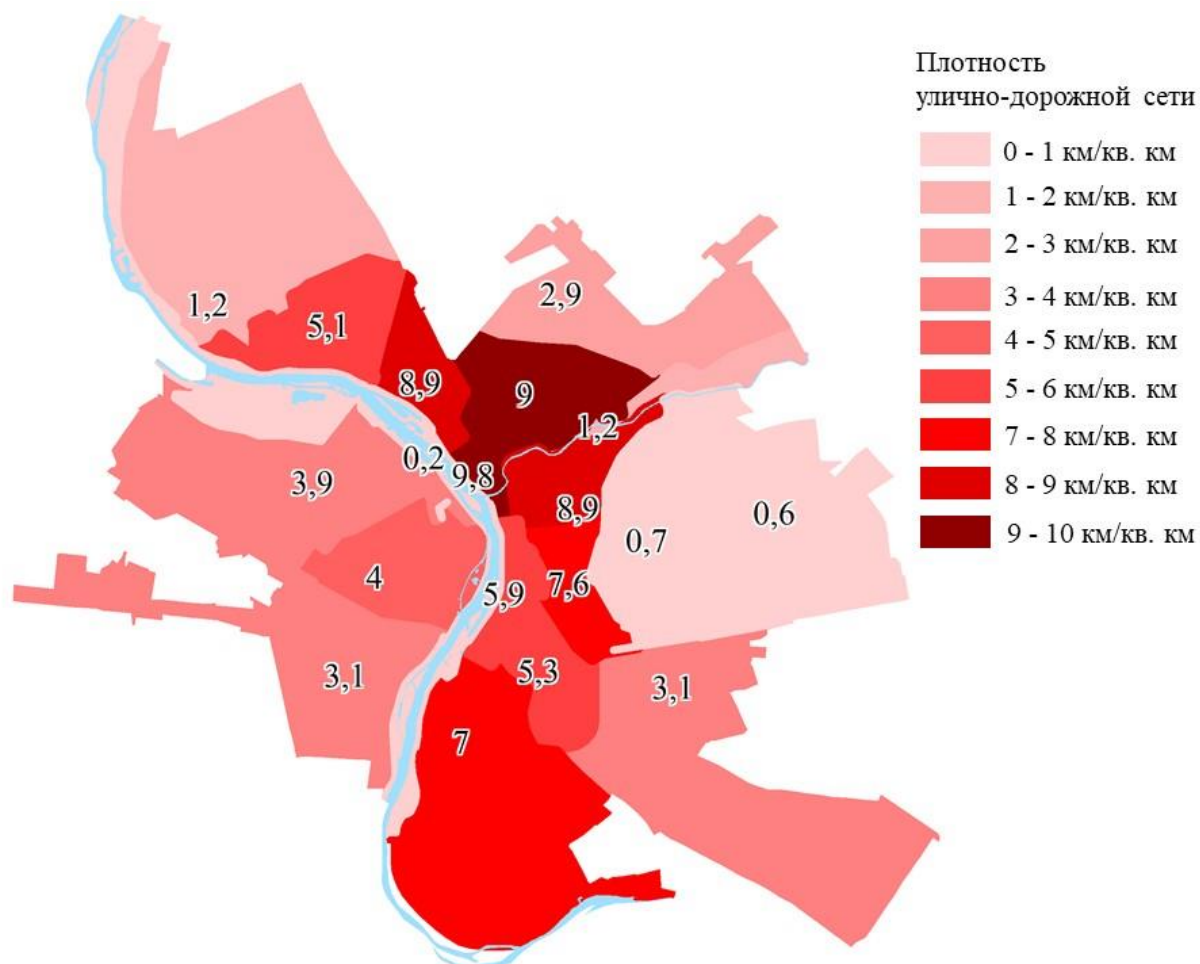 Плотность
улично-дорожной сети
0 - 1 км/кв. км
1 - 2 км/кв. км
2 - 3 км/кв. км
3 - 4 км/кв. км
4 - 5 км/кв. км
5 - 6 км/кв. км
7 - 8 км/кв. км
8 - 9 км/кв. км
9 - 10 км/кв. км
1,2
5,1
2,9
8,9
9
1,2
0,2
9,8
3,9
8,9
0,7
0,6
4
5,9
7,6
3,1
5,3
3,1
7